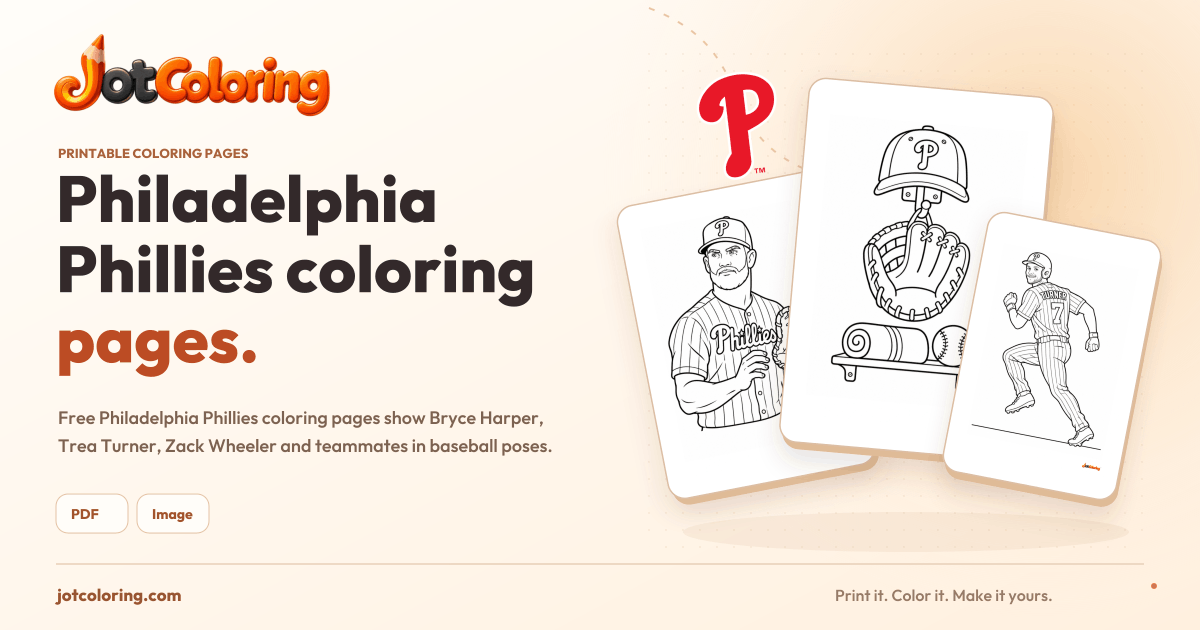 JotColoring
PRINTABLE COLORING PAGES
Philadelphia
Phillies coloring
pages.
Free Philadelphia Phillies coloring pages show Bryce Harper,
Trea Turner, Zack Wheeler and teammates in baseball poses.
PDF
Image
P
TM
P
P
Phillies
P
TURNER
7
jotcoloring.com
Print it. Color it. Make it yours.